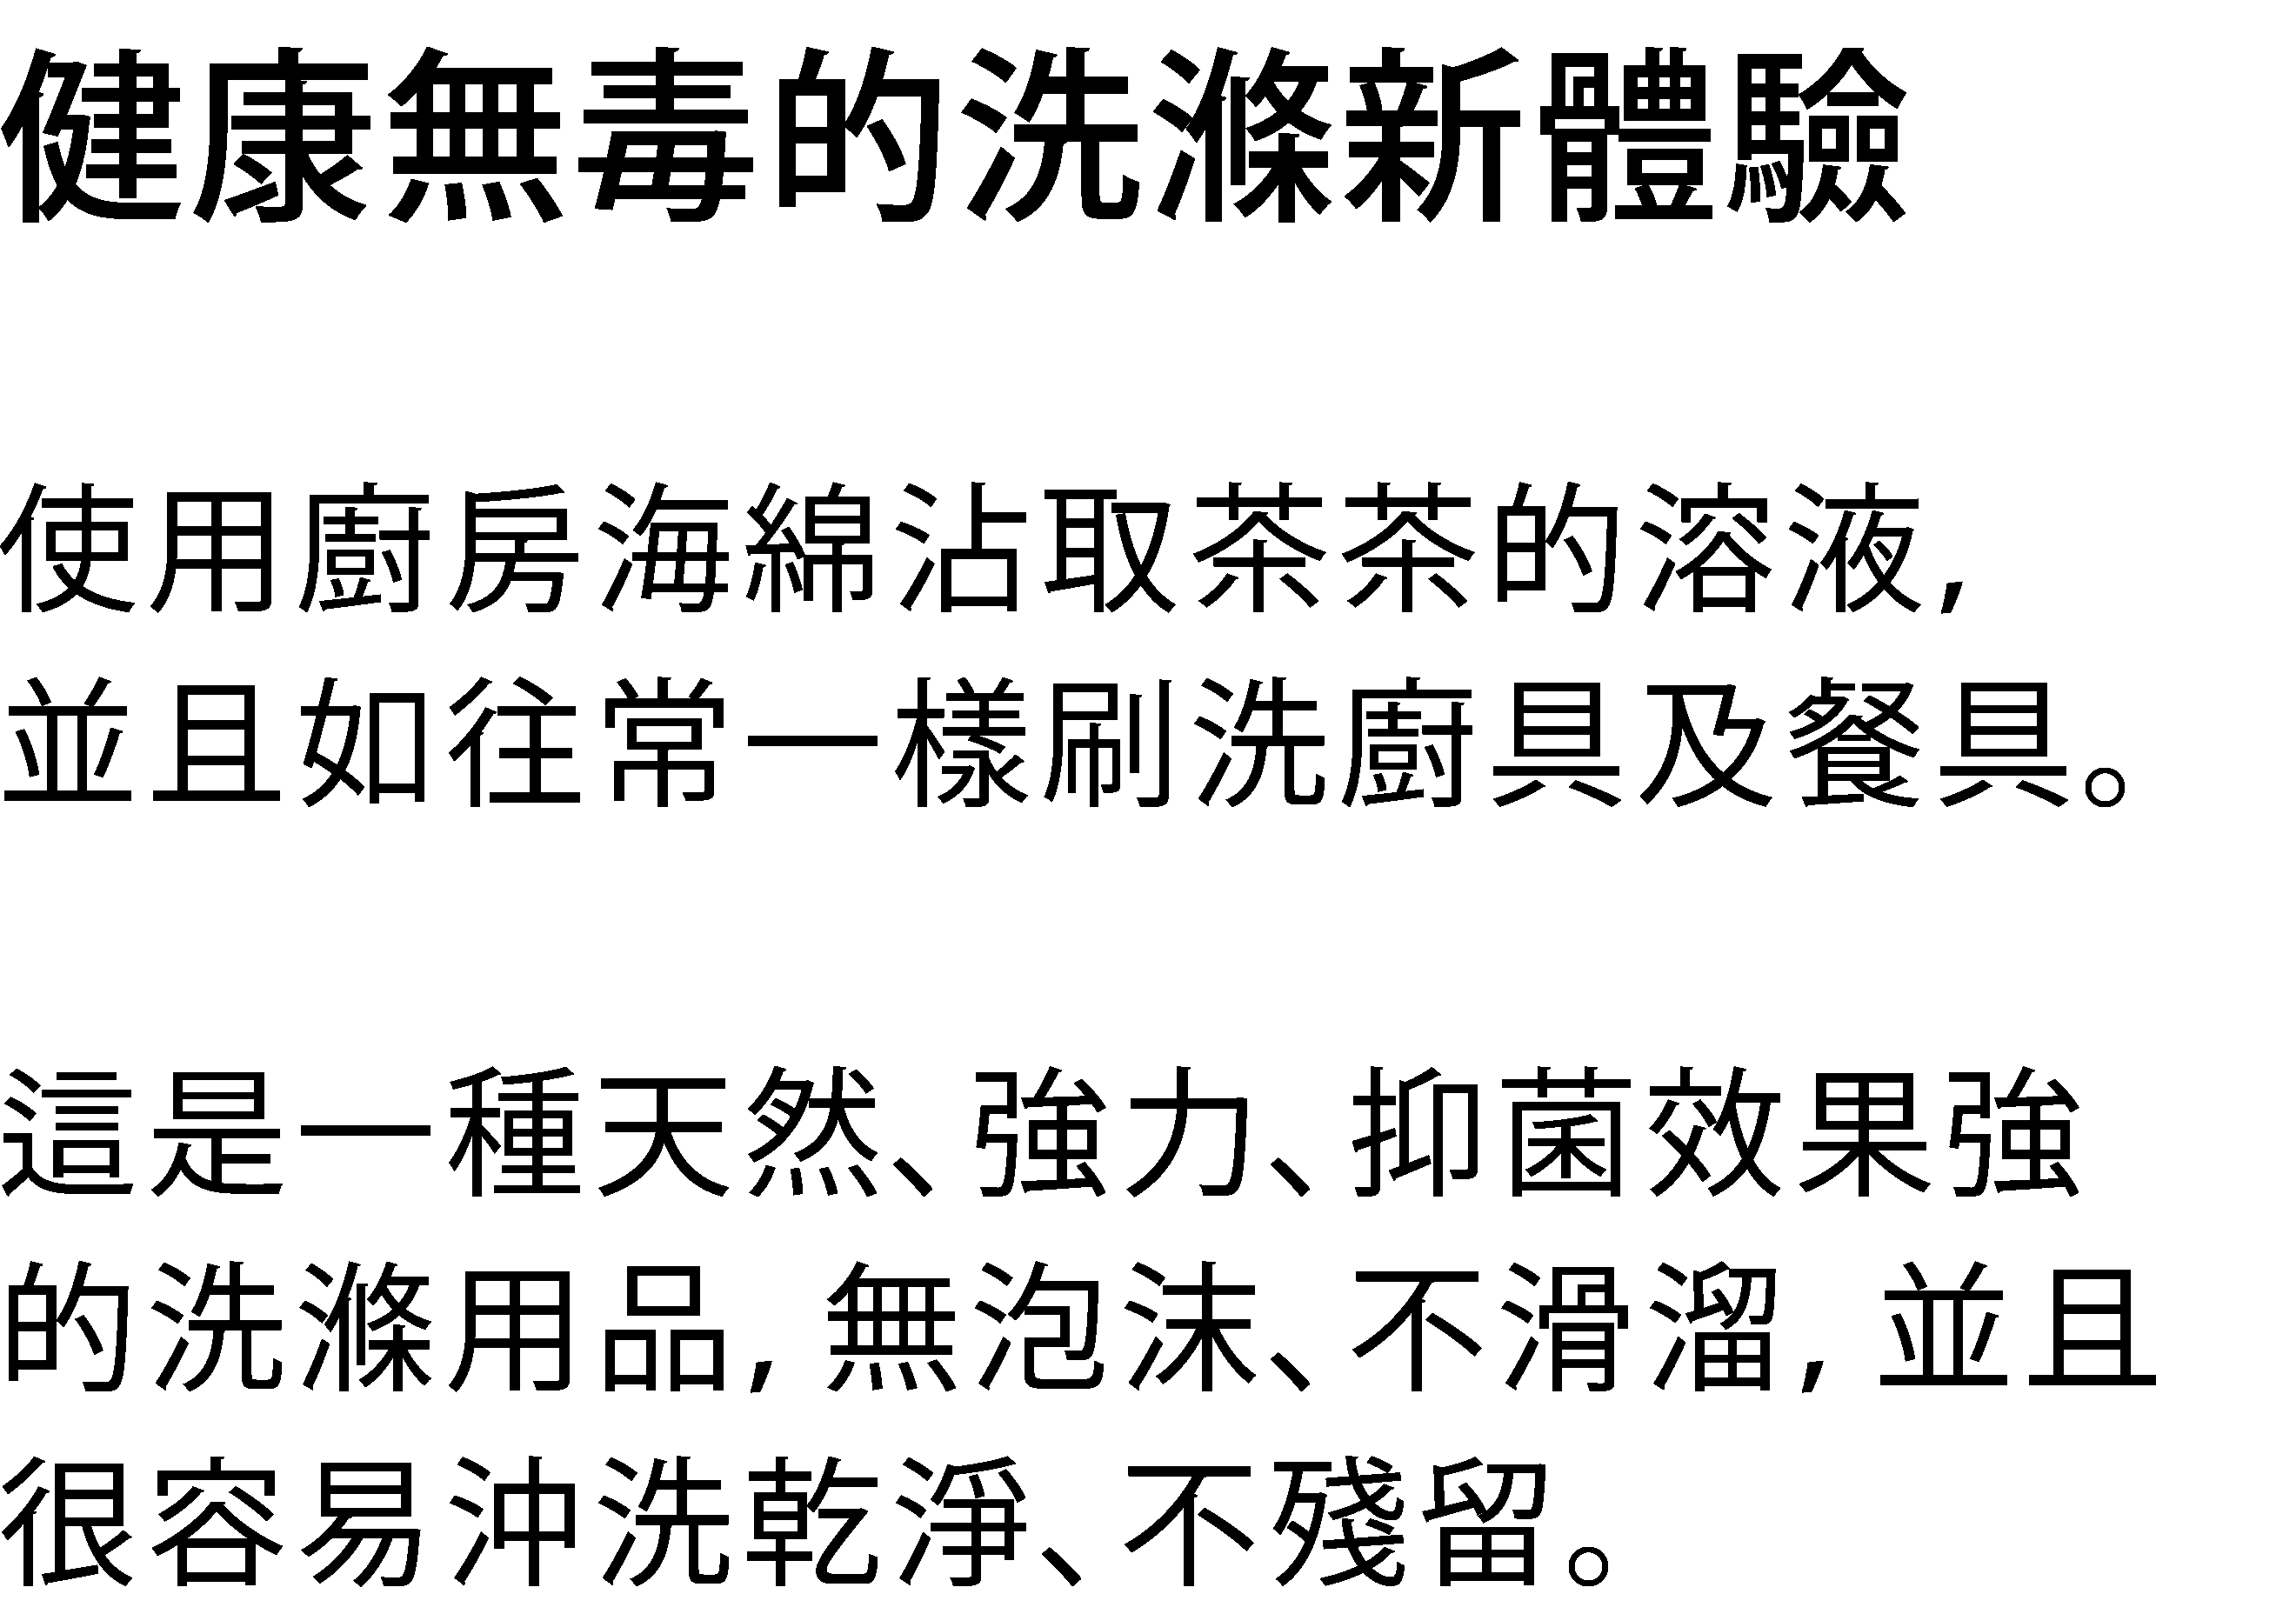 健康無毒的洗滌新體驗
使用廚房海綿沾取茶茶的溶液,
並且如往常一樣刷洗廚具及餐具。
這是一種天然、強力、抑菌效果強
的洗滌用品,無泡沫、不滑溜,並且
很容易沖洗乾淨、不殘留。